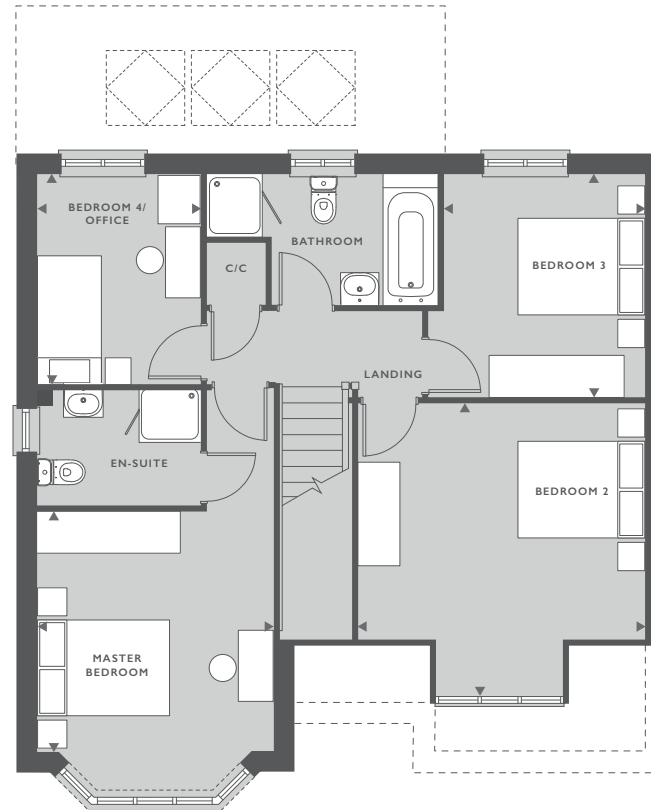 BEDROOM 4/
OFFICE
BATHROOM
C/C
BEDROOM 3
LANDING
EN-SUITE
BEDROOM 2
MASTER
BEDROOM